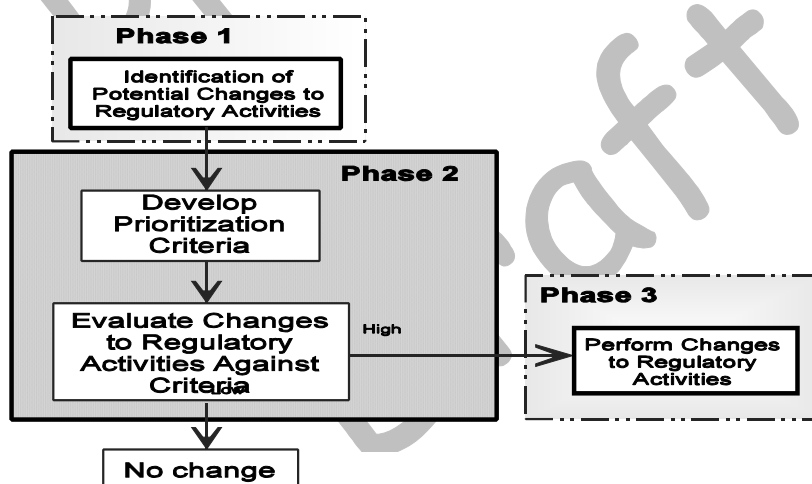 Phase 1
Identification of
Potential Changes to
Regulatory Activities
Phase 2
Develop
Prioritization
Criteria
Evaluate Changes
to Regulatory
Activities Against
Criteria
Low
High
Phase 3
Perform Changes
to Regulatory
Activities
No change
Draft